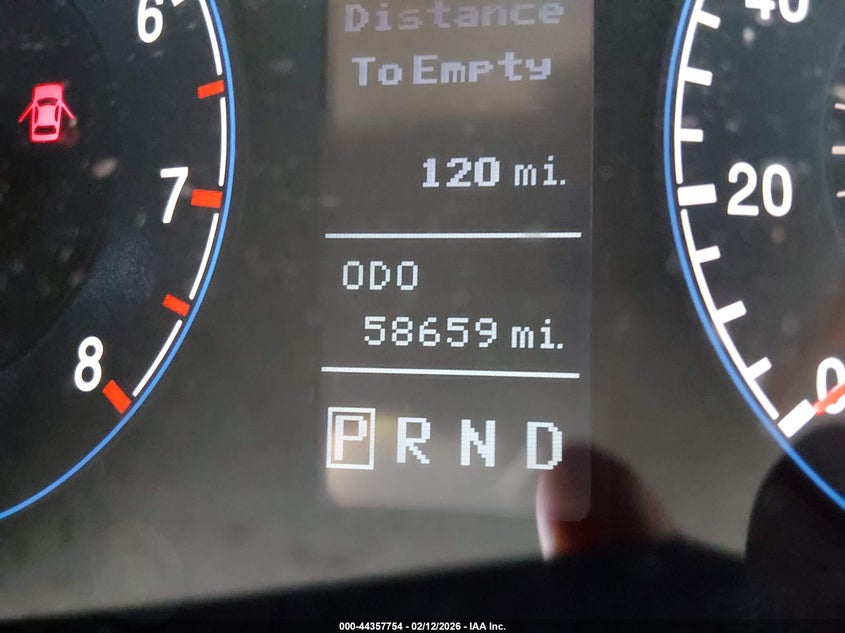 Distance
To Empty
120 mi.
ODO
58659 mi.
P R N D
6
7
8
40
20
0
000-44357754 - 02/12/2026 - IAA Inc.